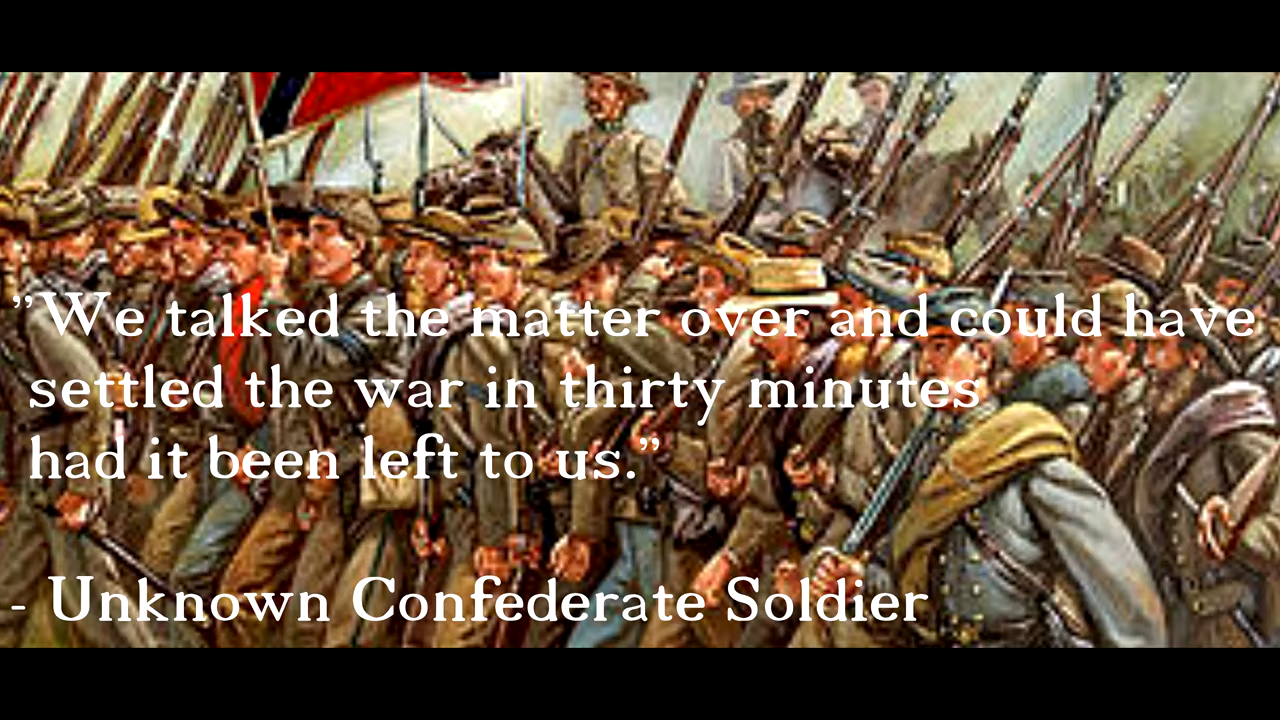 ”We talked the matter over and could have
settled the war in thirty minutes
had it been left to us.”
- Unknown Confederate Soldier